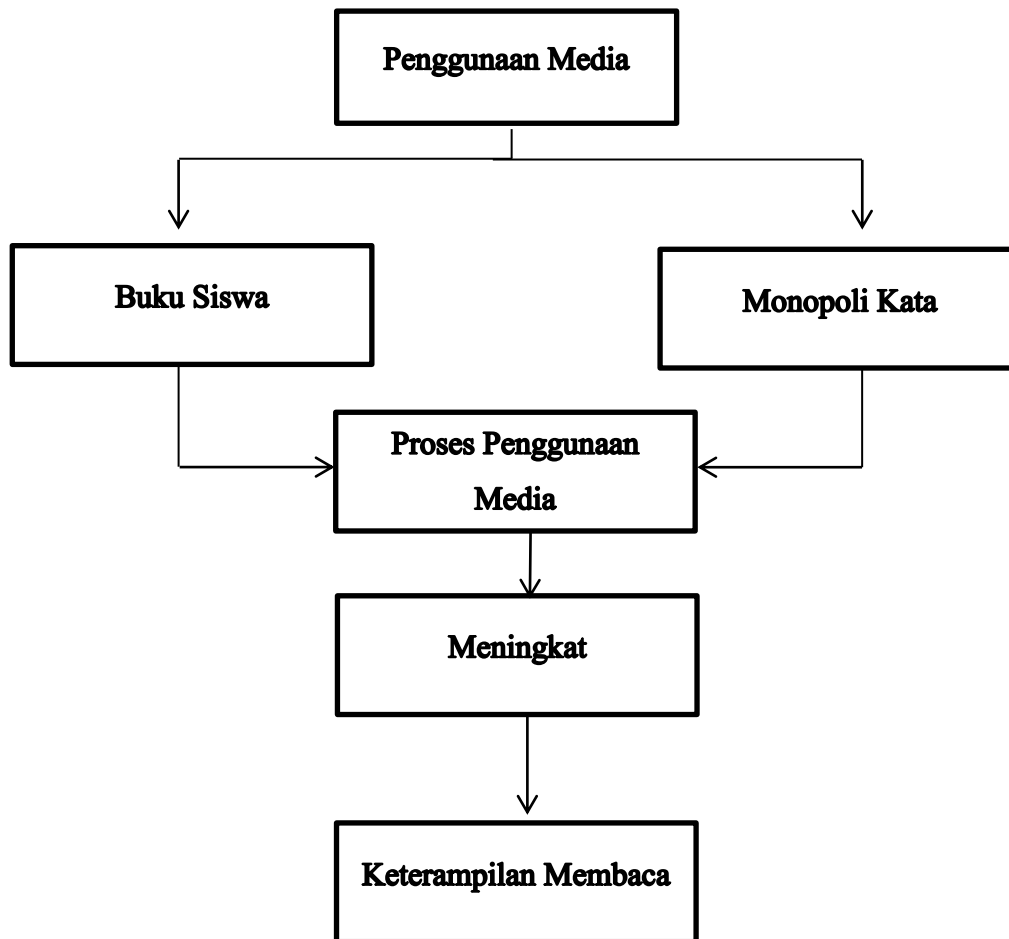 Penggunaan Media
Buku Siswa
Monopoli Kata
Proses Penggunaan
Media
Meningkat
Keterampilan Membaca